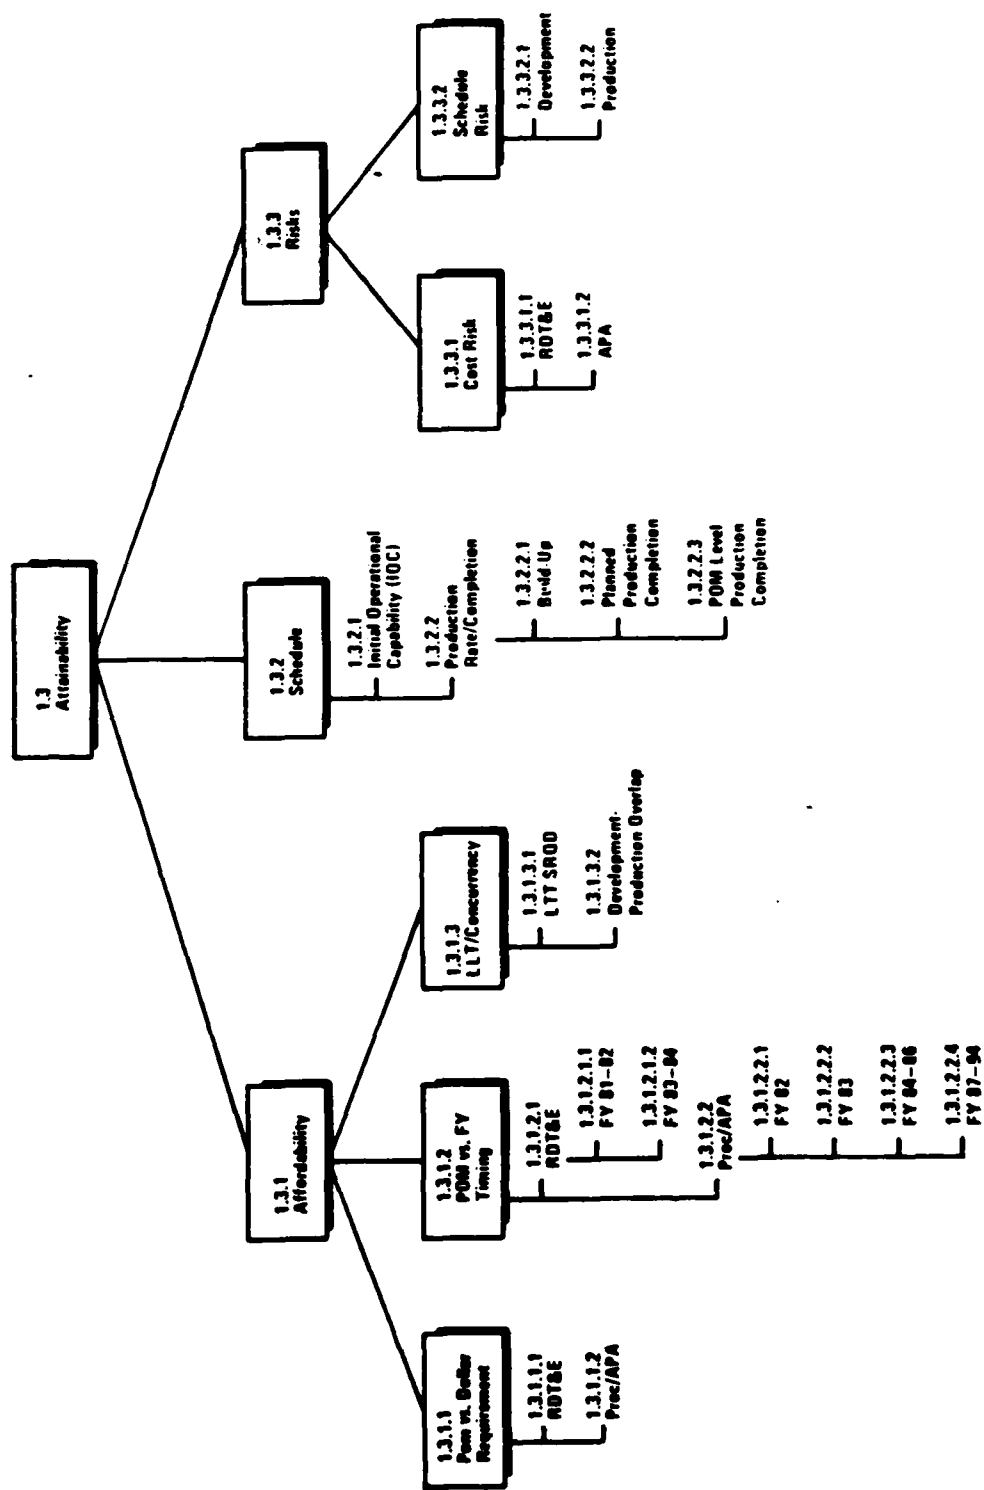 1.3
Attainability
1.3.1
Affordability
1.3.2
Schedule
1.3.3
Risks
1.3.1.1
Pom vs. Dollar
Requirement
1.3.1.1.1
RDT&E
1.3.1.1.2
Proc/APA
1.3.1.2
POM vs. FY
Timing
1.3.1.2.1
RDT&E
1.3.1.2.1.1
FY 81-82
1.3.1.2.1.2
FY 83-84
1.3.1.2.2
Proc/APA
1.3.1.2.2.1
FY 82
1.3.1.2.2.2
FY 83
1.3.1.2.2.3
FY 84-86
1.3.1.2.2.4
FY 87-94
1.3.1.3
LLT/Concurrency
1.3.1.3.1
LTT SROD
1.3.1.3.2
Development-
Production Overlap
1.3.2.1
Initial Operational
Capability (IOC)
1.3.2.2
Production
Rate/Completion
1.3.2.2.1
Build-Up
1.3.2.2.2
Planned
Production
Completion
1.3.2.2.3
POM Level
Production
Completion
1.3.3.1
Cost Risk
1.3.3.1.1
RDT&E
1.3.3.1.2
APA
1.3.3.2
Schedule
Risk
1.3.3.2.1
Development
1.3.3.2.2
Production